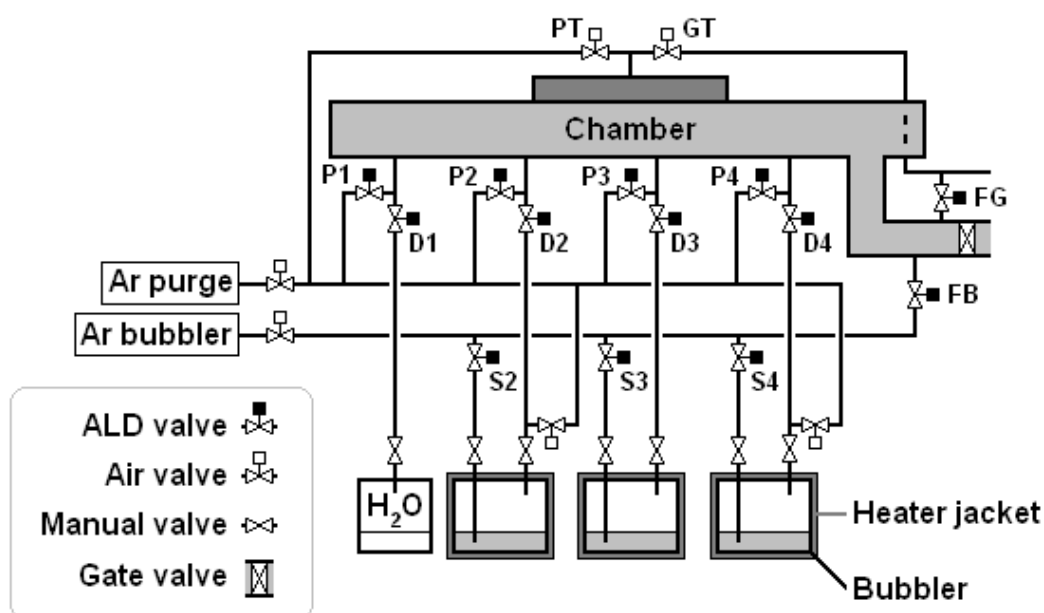 PT GT
Chamber
P1 P2 P3 P4
FG
D1 D2 D3 D4
Ar purge
FB
Ar bubbler
S2 S3 S4
ALD valve
Air valve
H₂O
Manual valve
Heater jacket
Gate valve
Bubbler